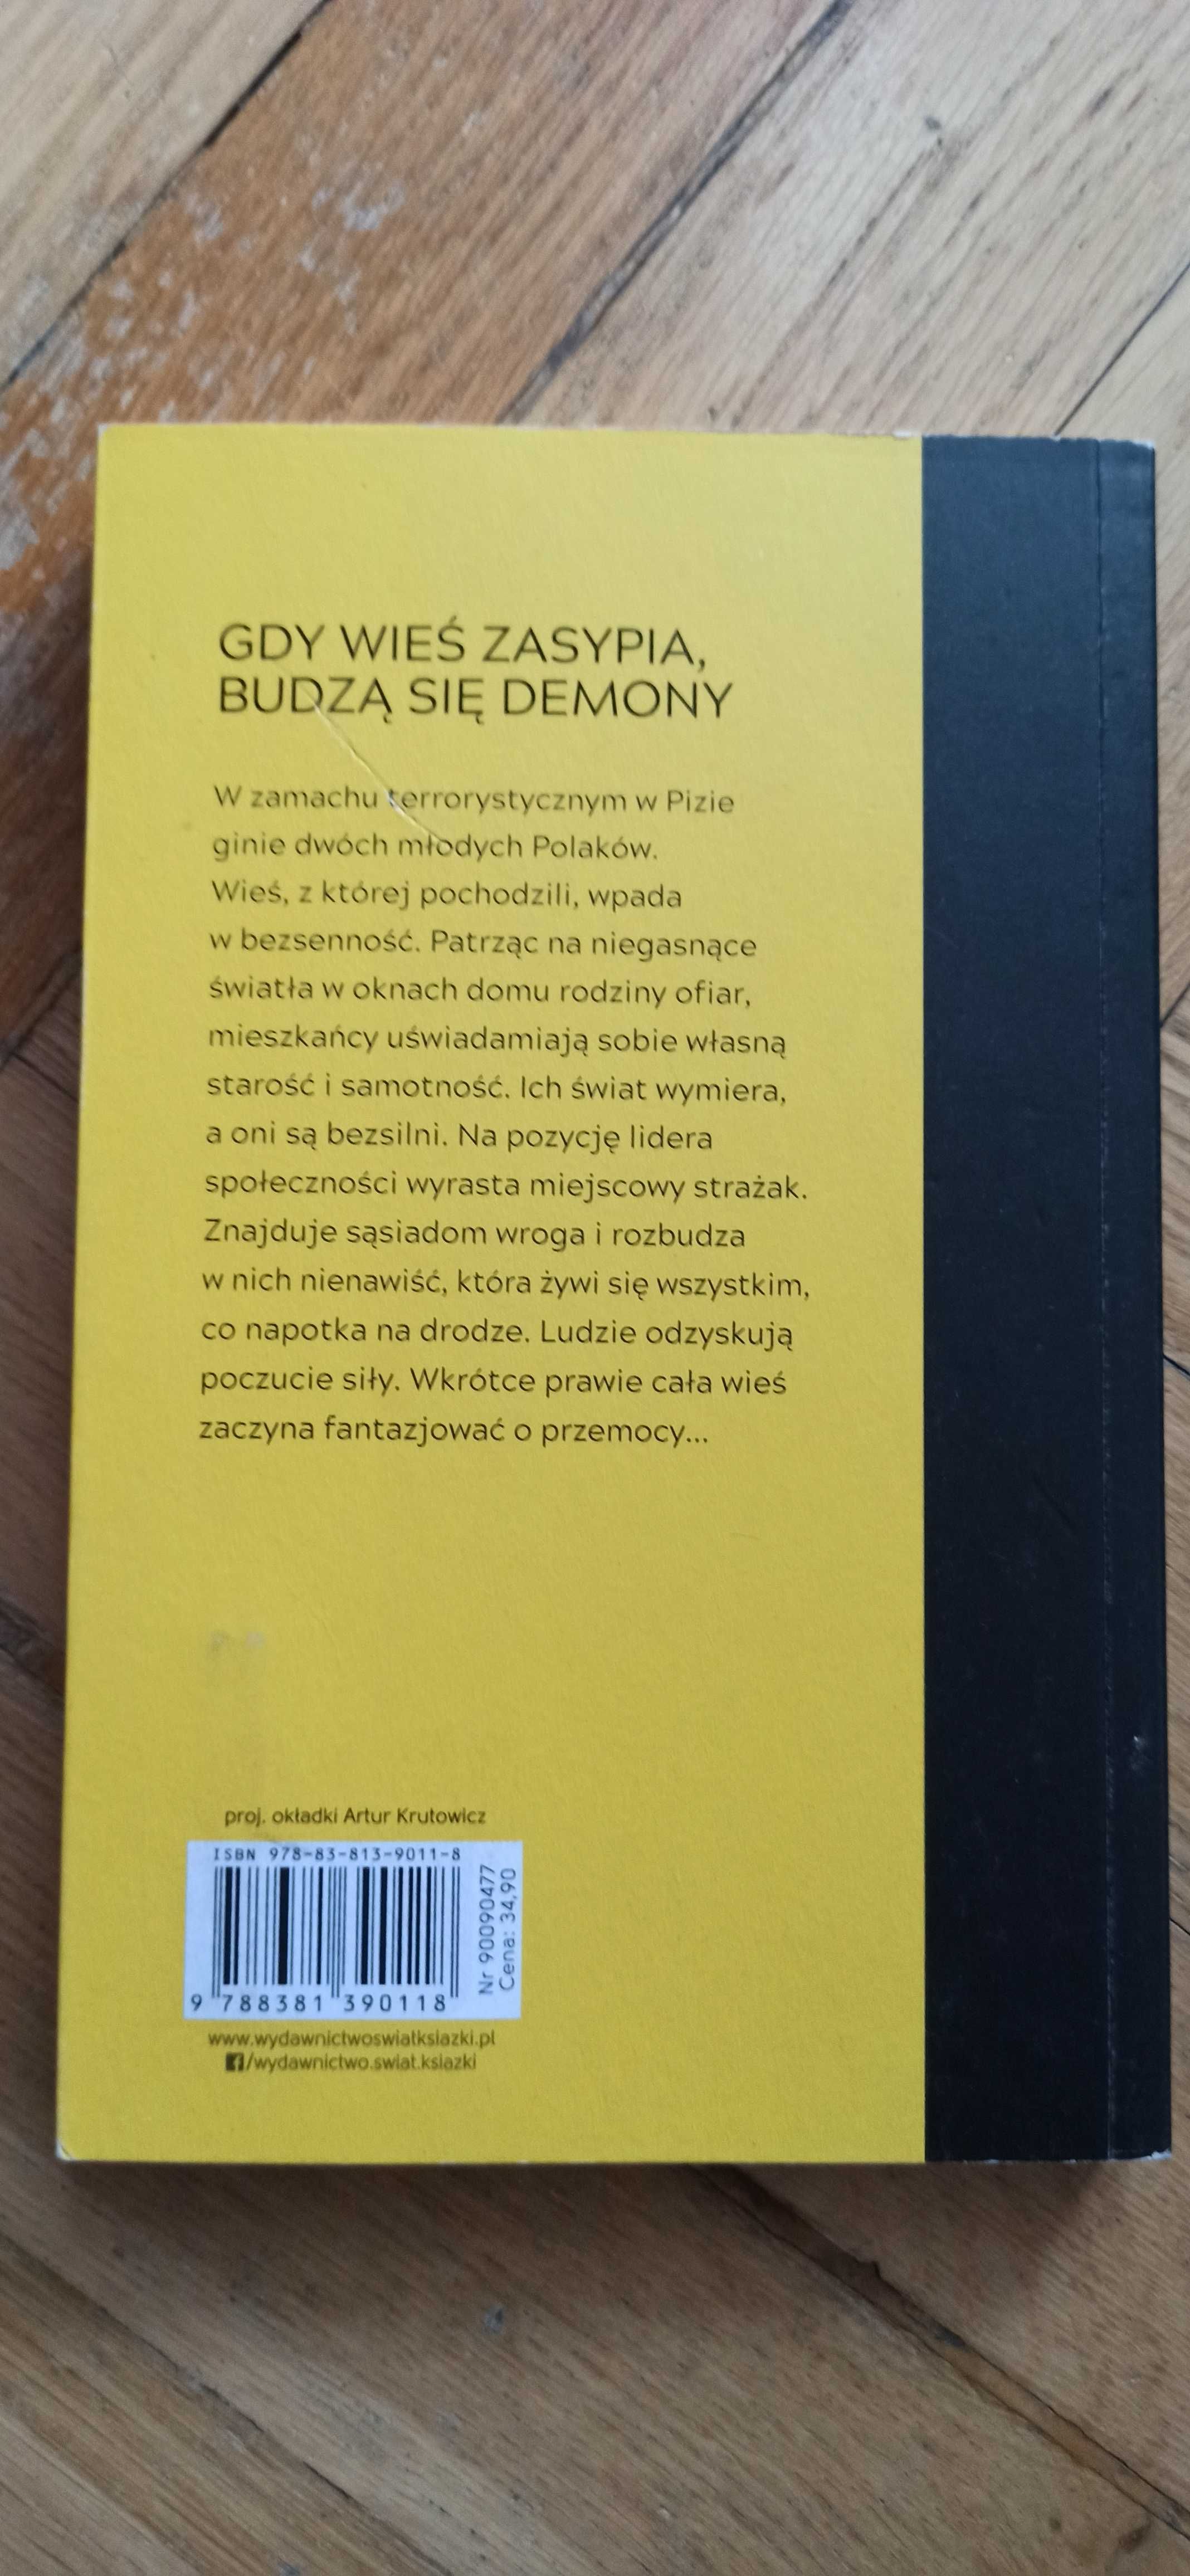 GDY WIEŚ ZASYPIA,
BUDZĄ SIĘ DEMONY
W zamachu terrorystycznym w Pizie
ginie dwóch młodych Polaków.
Wieś, z której pochodzili, wpada
w bezsenność. Patrząc na niegasnące
światła w oknach domu rodziny ofiar,
mieszkańcy uświadamiają sobie własną
starość i samotność. Ich świat wymiera,
a oni są bezsilni. Na pozycję lidera
społeczności wyrasta miejscowy strażak.
Znajduje sąsiadom wroga i rozbudza
w nich nienawiść, która żywi się wszystkim,
co napotka na drodze. Ludzie odzyskują
poczucie siły. Wkrótce prawie cała wieś
zaczyna fantazjować o przemocy...
proj. okładki Artur Krutowicz
ISBN 978-83-813-9011-8
9 788381 390118
Nr 90090477
Cena: 34,90
www.wydawnictwoswiatksiazki.pl
/wydawnictwo.swiat.ksiazki